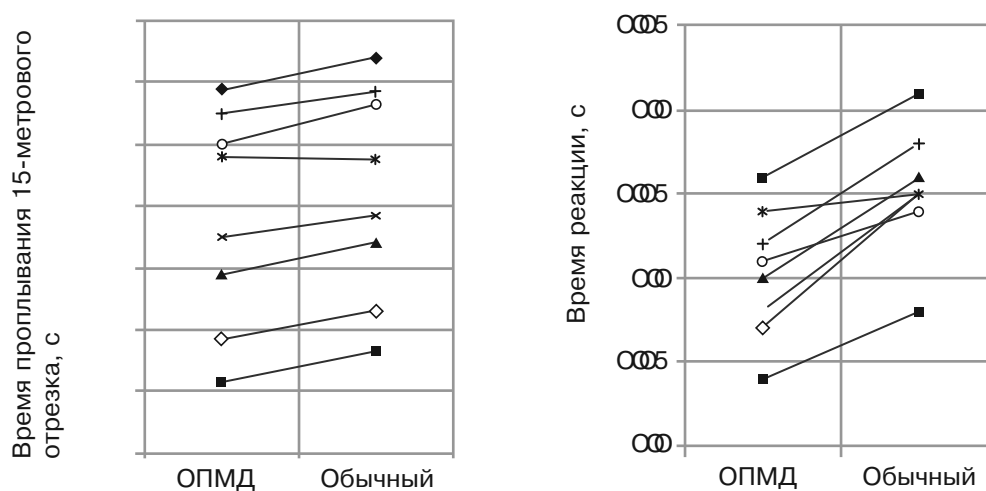 Время проплывания 15-метрового
отрезка, с
ОПМД Обычный
Время реакции, с
ОПМД Обычный